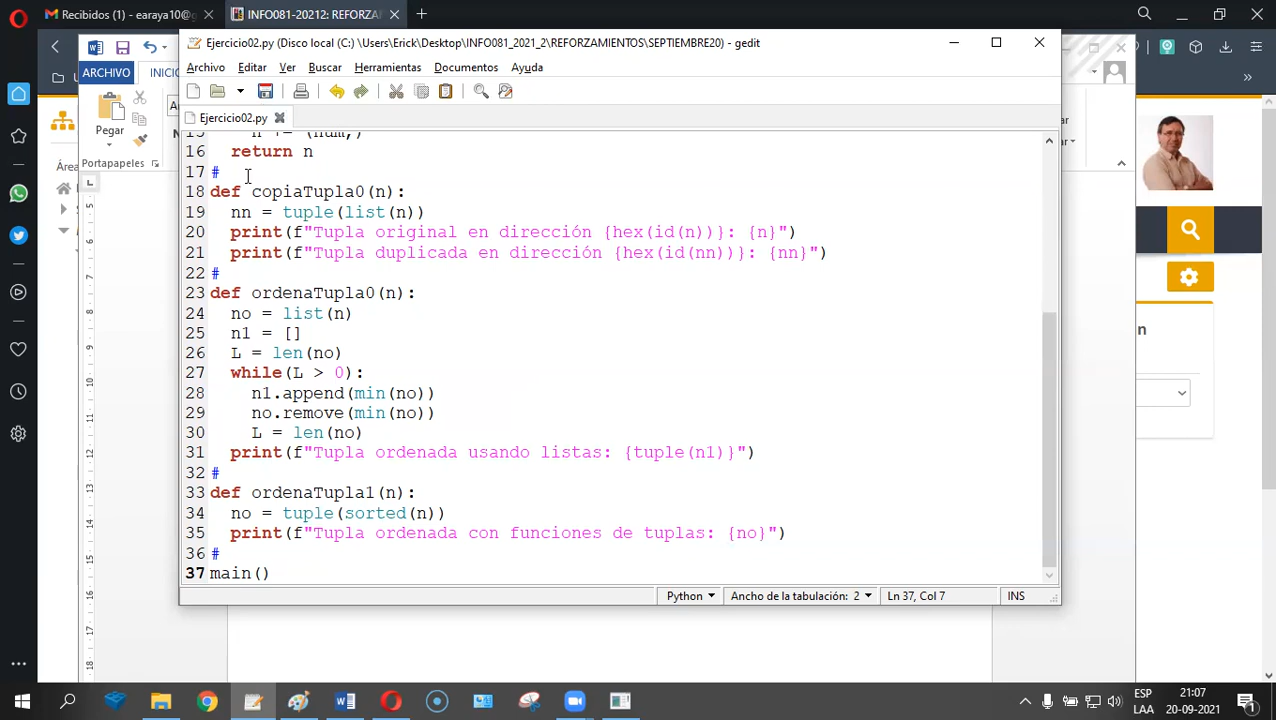 Recibidos (1) - earaya10@g
INFO081-20212: REFORZA
Ejercicio02.py (Disco local (C:) \Users\Erick\Desktop\INFO081_2021_2\REFORZAMIENTOS\SEPTIEMBRE20) - gedit
ARCHIVO
INICIO
Archivo Editar Ver Buscar Herramientas Documentos Ayuda
Pegar
Portapapeles
Ejercicio02.py
16 return n
17 #
18 def copiaTupla0(n):
19 nn = tuple(list(n))
20 print(f"Tupla original en dirección {hex(id(n))}: {n}")
21 print(f"Tupla duplicada en dirección {hex(id(nn))}: {nn}")
22 #
23 def ordenaTupla0(n):
24 no = list(n)
25 n1 = []
26 L = len(no)
27 while(L > 0):
28 n1.append(min(no))
29 no.remove(min(no))
30 L = len(no)
31 print(f"Tupla ordenada usando listas: {tuple(n1)}")
32 #
33 def ordenaTupla1(n):
34 no = tuple(sorted(n))
35 print(f"Tupla ordenada con funciones de tuplas: {no}")
36 #
37 main()
Python
Ancho de la tabulación: 2
Ln 37, Col 7
INS
ESP
LAA
21:07
20-09-2021